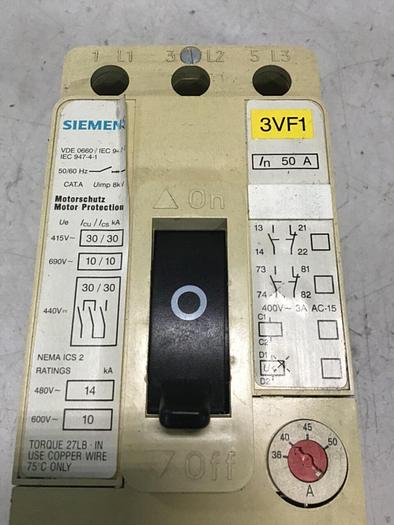 1 L1 3 L2 5 L3
SIEMENS
VDE 0660 / IEC
IEC 947-4-1
50/60 Hz
CAT.A Uimp 8k
Motorschutz
Motor Protection
Ue Icu / Ics kA
415V~ 30 / 30
690V~ 10 / 10
30 / 30
440V~
NEMA ICS 2
RATINGS kA
480V~ 14
600V~ 10
TORQUE 27LB - IN
USE COPPER WIRE
75°C ONLY
On
O
Off
3VF1
In 50 A
13 21
14 22
73 81
74 82
400V~ 3A AC-15
C1
C2
D1
U<
D2
36 40 45 50
A